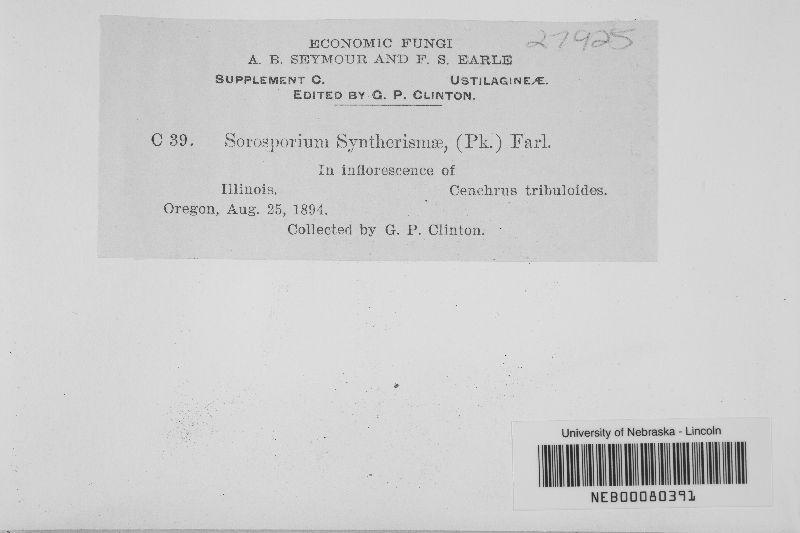 27925
ECONOMIC FUNGI
A. B. SEYMOUR AND F. S. EARLE
SUPPLEMENT C. USTILAGINEÆ.
EDITED BY G. P. CLINTON.
C 39. Sorosporium Syntherismæ, (Pk.) Farl.
In inflorescence of
Illinois. Cenchrus tribuloides.
Oregon, Aug. 25, 1894.
Collected by G. P. Clinton.
University of Nebraska - Lincoln
NEB00080391